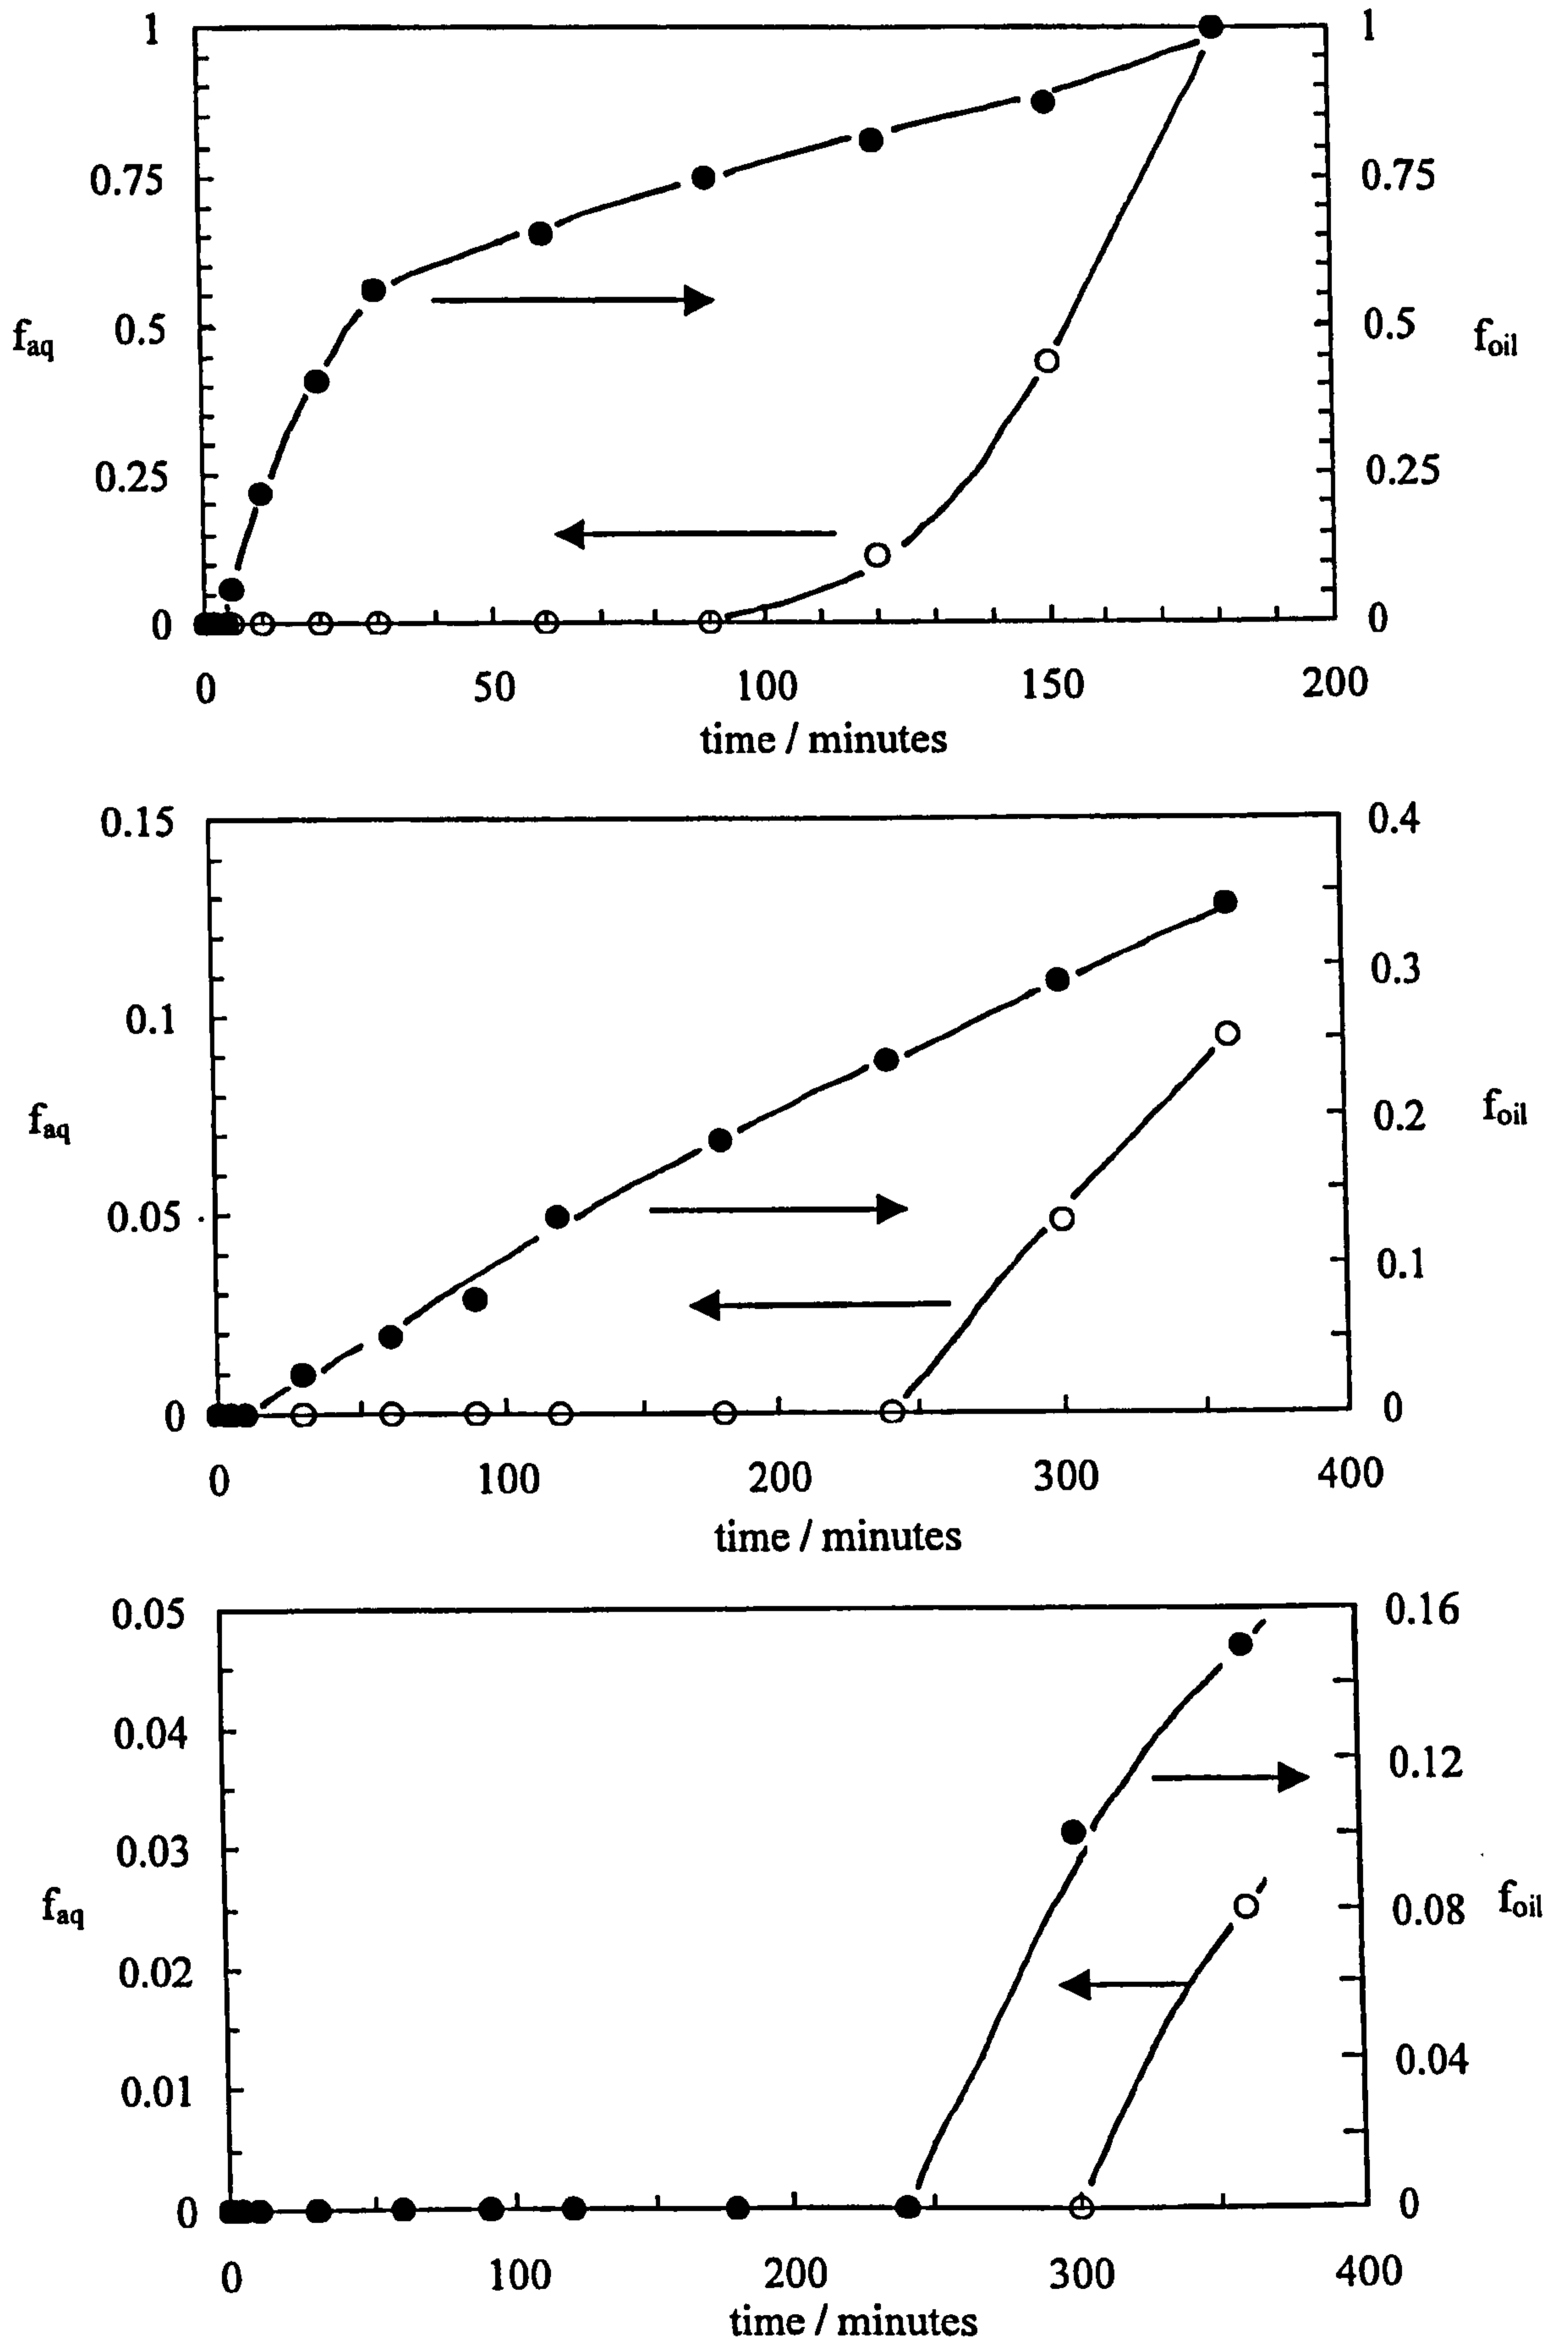 1 1
0.75 0.75
f_aq 0.5 0.5 f_oil
0.25 0.25
0 0
0 50 100 150 200
time / minutes
0.15 0.4
0.3
0.1
f_aq 0.2 f_oil
0.05 0.1
0 0
0 100 200 300 400
time / minutes
0.05 0.16
0.04 0.12
0.03
f_aq 0.08 f_oil
0.02
0.01 0.04
0 0
0 100 200 300 400
time / minutes